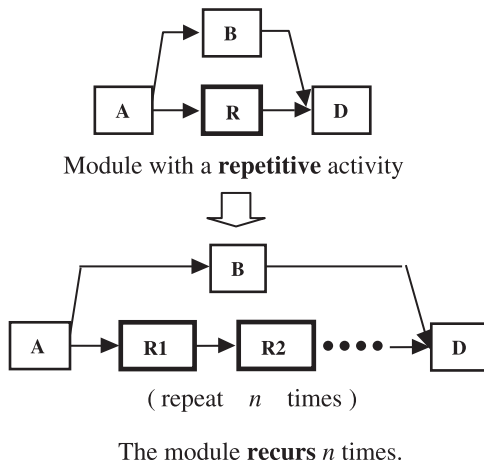 B
A
R
D
Module with a repetitive activity
B
A
R1
R2
D
( repeat n times )
The module recurs n times.